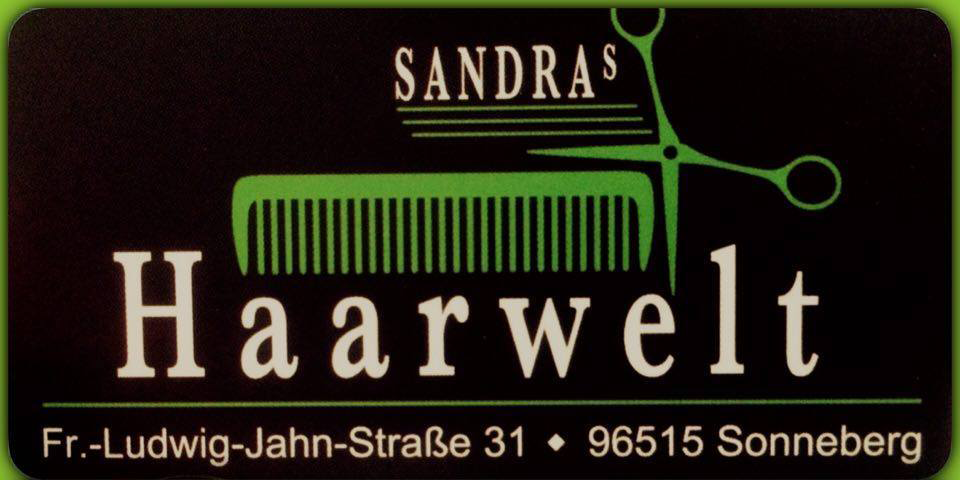 SANDRAS
Haarwelt
Fr.-Ludwig-Jahn-Straße 31 ◆ 96515 Sonneberg